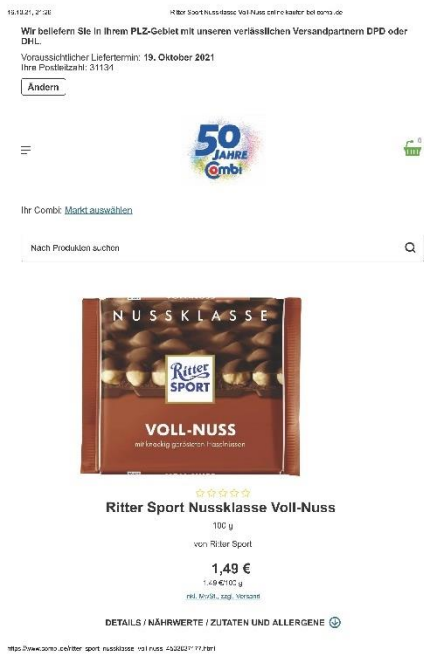 Ritter Sport Nussklasse Voll-Nuss online kaufen bei combi.de
Wir beliefern Sie in Ihrem PLZ-Gebiet mit unseren verlässlichen Versandpartnern DPD oder
DHL.
Voraussichtlicher Liefertermin: 19. Oktober 2021
Ihre Postleitzahl: 31134
Ändern
50
JAHRE
Combi
0
Ihr Combi: Markt auswählen
Nach Produkten suchen
NUSSKLASSE
Ritter
SPORT
VOLL-NUSS
mit knackig gerösteten Haselnüssen
Ritter Sport Nussklasse Voll-Nuss
100 g
von Ritter Sport
1,49 €
1,49 €/100 g
inkl. MwSt., zzgl. Versand
DETAILS / NÄHRWERTE / ZUTATEN UND ALLERGENE